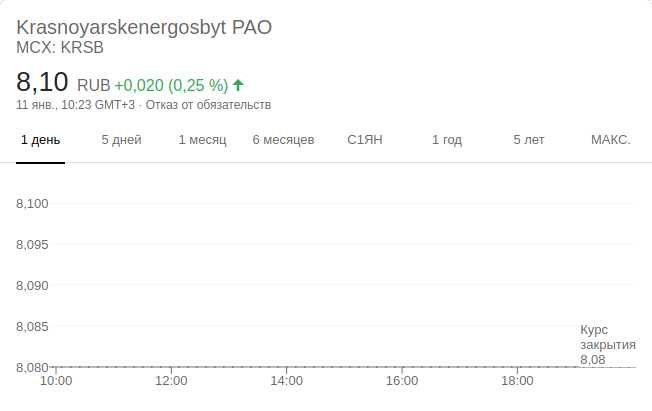 Krasnoyarskenergosbyt PAO
MCX: KRSB
8,10 RUB +0,020 (0,25 %)
11 янв., 10:23 GMT+3 · Отказ от обязательств
1 день 5 дней 1 месяц 6 месяцев С1ЯН 1 год 5 лет МАКС.
8,100
8,095
8,090
8,085
Курс
закрытия
8,08
8,080
10:00 12:00 14:00 16:00 18:00